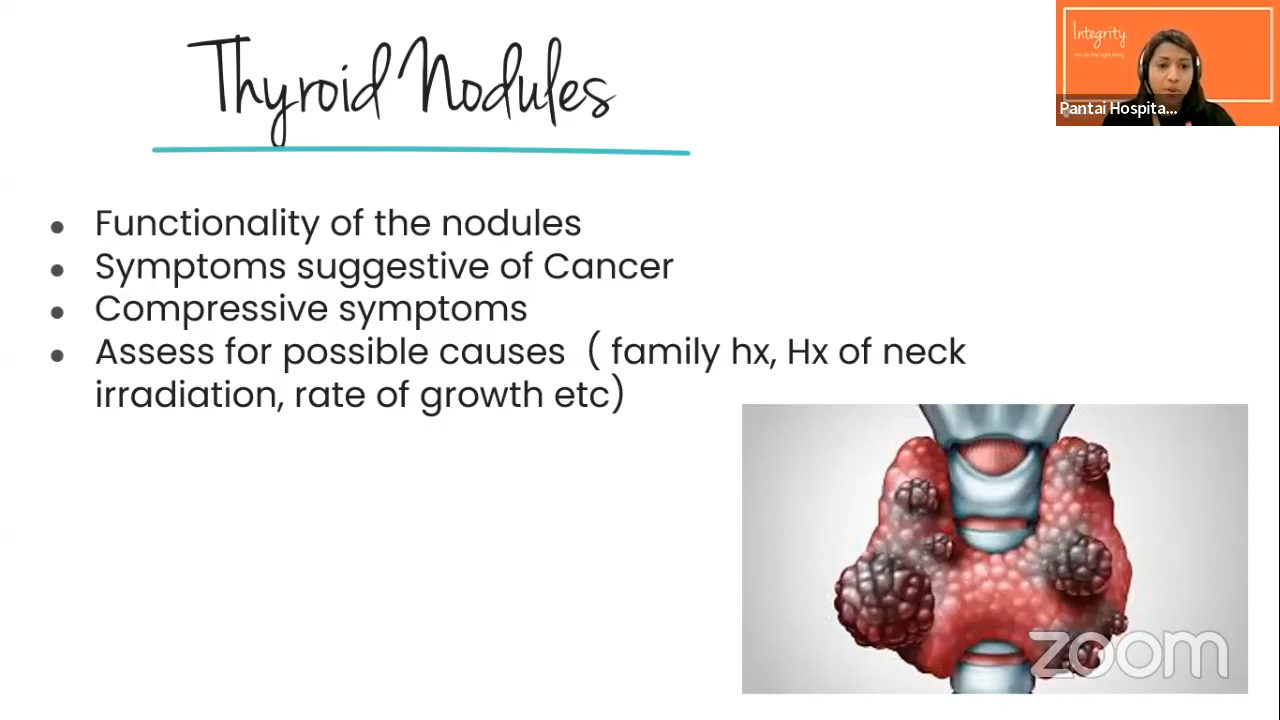 Thyroid Nodules
Integrity
Pantai Hospita...
● Functionality of the nodules
● Symptoms suggestive of Cancer
● Compressive symptoms
● Assess for possible causes ( family hx, Hx of neck
irradiation, rate of growth etc)
zoom